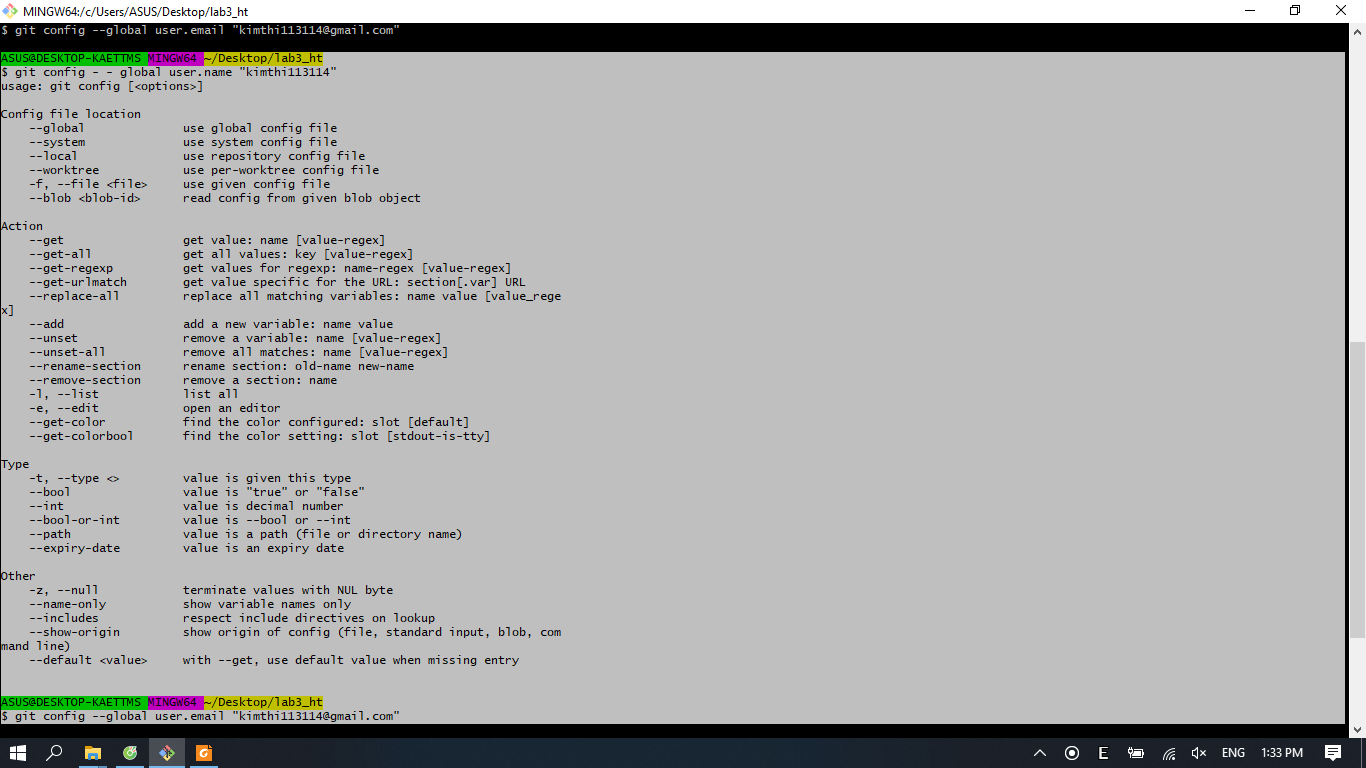 MINGW64:/c/Users/ASUS/Desktop/lab3_ht
$ git config --global user.email "kimthi113114@gmail.com"
ASUS@DESKTOP-KAETTMS MINGW64 ~/Desktop/lab3_ht
$ git config - - global user.name "kimthi113114"
usage: git config [<options>]
Config file location
--global use global config file
--system use system config file
--local use repository config file
--worktree use per-worktree config file
-f, --file <file> use given config file
--blob <blob-id> read config from given blob object
Action
--get get value: name [value-regex]
--get-all get all values: key [value-regex]
--get-regexp get values for regexp: name-regex [value-regex]
--get-urlmatch get value specific for the URL: section[.var] URL
--replace-all replace all matching variables: name value [value_rege
x]
--add add a new variable: name value
--unset remove a variable: name [value-regex]
--unset-all remove all matches: name [value-regex]
--rename-section rename section: old-name new-name
--remove-section remove a section: name
-l, --list list all
-e, --edit open an editor
--get-color find the color configured: slot [default]
--get-colorbool find the color setting: slot [stdout-is-tty]
Type
-t, --type <> value is given this type
--bool value is "true" or "false"
--int value is decimal number
--bool-or-int value is --bool or --int
--path value is a path (file or directory name)
--expiry-date value is an expiry date
Other
-z, --null terminate values with NUL byte
--name-only show variable names only
--includes respect include directives on lookup
--show-origin show origin of config (file, standard input, blob, com
mand line)
--default <value> with --get, use default value when missing entry
ASUS@DESKTOP-KAETTMS MINGW64 ~/Desktop/lab3_ht
$ git config --global user.email "kimthi113114@gmail.com"
E ENG 1:33 PM